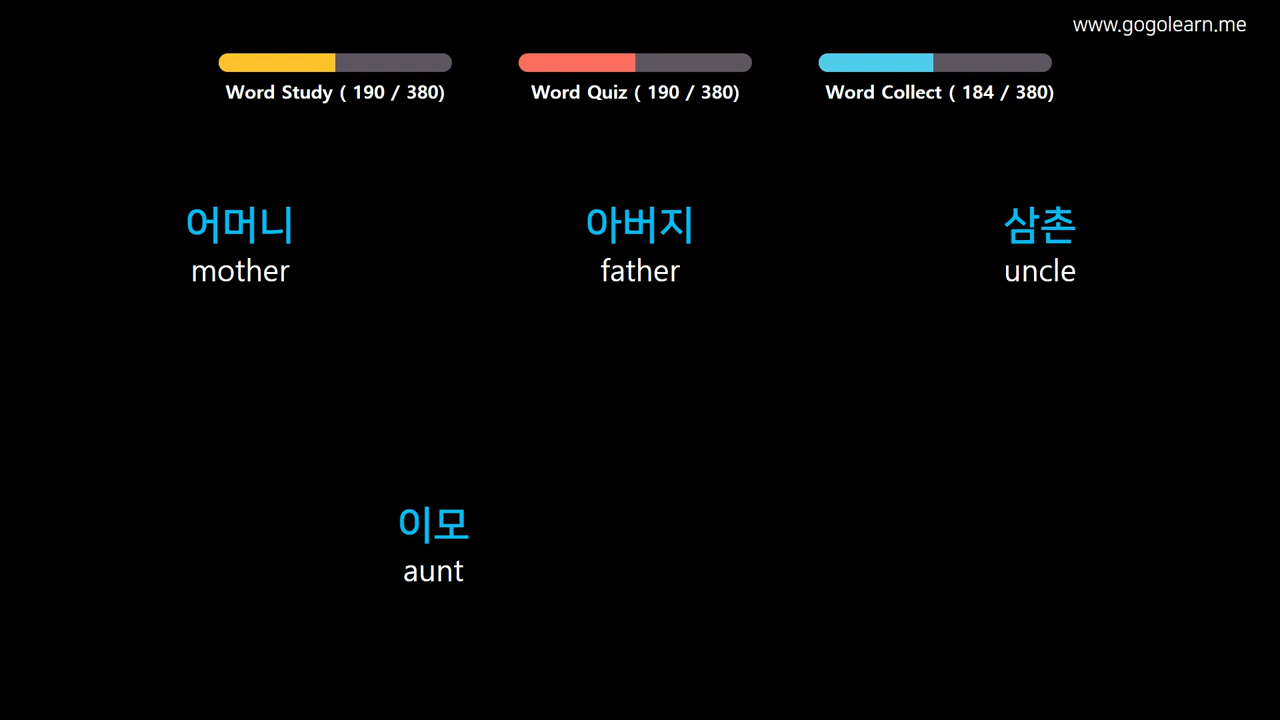 www.gogolearn.me
Word Study ( 190 / 380)
Word Quiz ( 190 / 380)
Word Collect ( 184 / 380)
어머니
mother
아버지
father
삼촌
uncle
이모
aunt